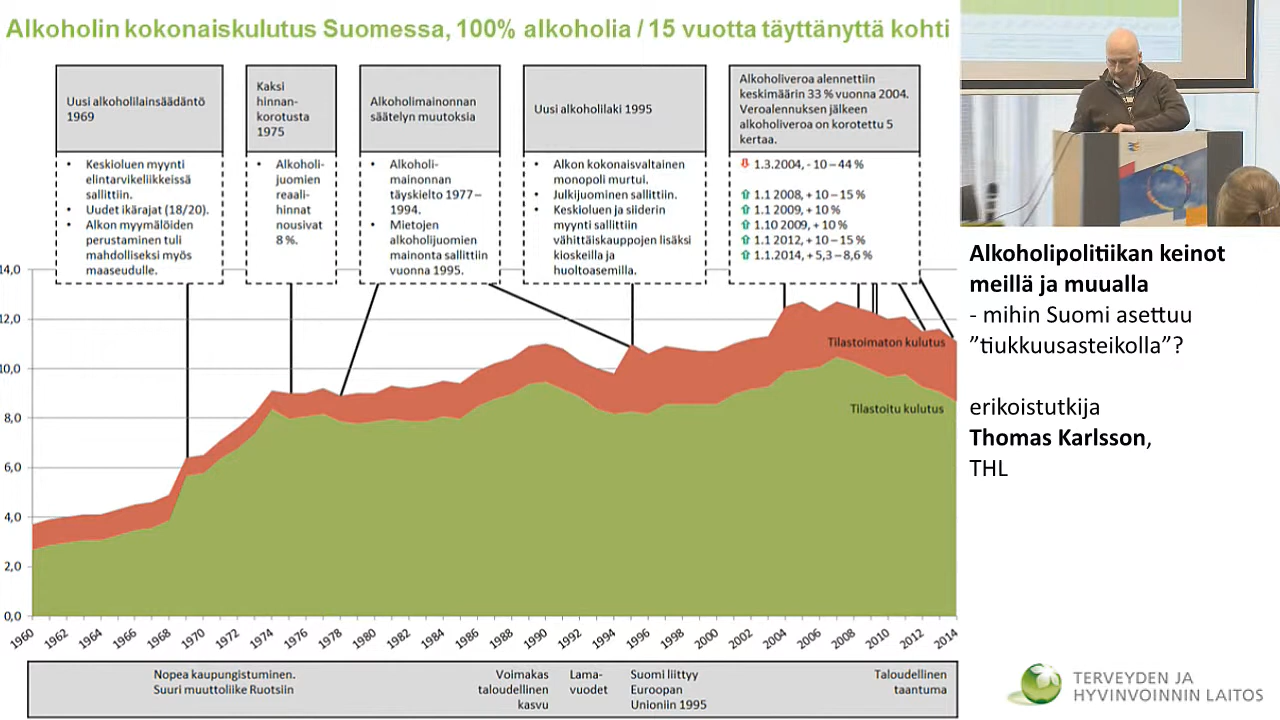 Alkoholin kokonaiskulutus Suomessa, 100% alkoholia / 15 vuotta täyttänyttä kohti
Uusi alkoholilainsäädäntö
1969
• Keskioluen myynti
elintarvikeliikkeissä
sallittiin.
• Uudet ikärajat (18/20).
• Alkon myymälöiden
perustaminen tuli
mahdolliseksi myös
maaseudulle.
Kaksi
hinnan-
korotusta
1975
• Alkoholi-
juomien
reaali-
hinnat
nousivat
8 %.
Alkoholimainonnan
säätelyn muutoksia
• Alkoholi-
mainonnan
täyskielto 1977–
1994.
• Mietojen
alkoholijuomien
mainonta sallittiin
vuonna 1995.
Uusi alkoholilaki 1995
• Alkon kokonaisvaltainen
monopoli murtui.
• Julkijuominen sallittiin.
• Keskioluen ja siiderin
myynti sallittiin
vähittäiskauppojen lisäksi
kioskeilla ja
huoltoasemilla.
Alkoholiveroa alennettiin
keskimäärin 33 % vuonna 2004.
Veroalennuksen jälkeen
alkoholiveroa on korotettu 5
kertaa.
1.3.2004, - 10 – 44 %
1.1 2008, + 10 – 15 %
1.1 2009, + 10 %
1.10 2009, + 10 %
1.1 2012, + 10 – 15 %
1.1.2014, + 5,3 – 8,6 %
14,0
12,0
10,0
8,0
6,0
4,0
2,0
0,0
Tilastoimaton kulutus
Tilastoitu kulutus
1960 1962 1964 1966 1968 1970 1972 1974 1976 1978 1980 1982 1984 1986 1988 1990 1992 1994 1996 1998 2000 2002 2004 2006 2008 2010 2012 2014
Nopea kaupungistuminen.
Suuri muuttoliike Ruotsiin
Voimakas
taloudellinen
kasvu
Lama-
vuodet
Suomi liittyy
Euroopan
Unioniin 1995
Taloudellinen
taantuma
Alkoholipolitiikan keinot
meillä ja muualla
- mihin Suomi asettuu
”tiukkuusasteikolla”?
erikoistutkija
Thomas Karlsson,
THL
TERVEYDEN JA
HYVINVOINNIN LAITOS